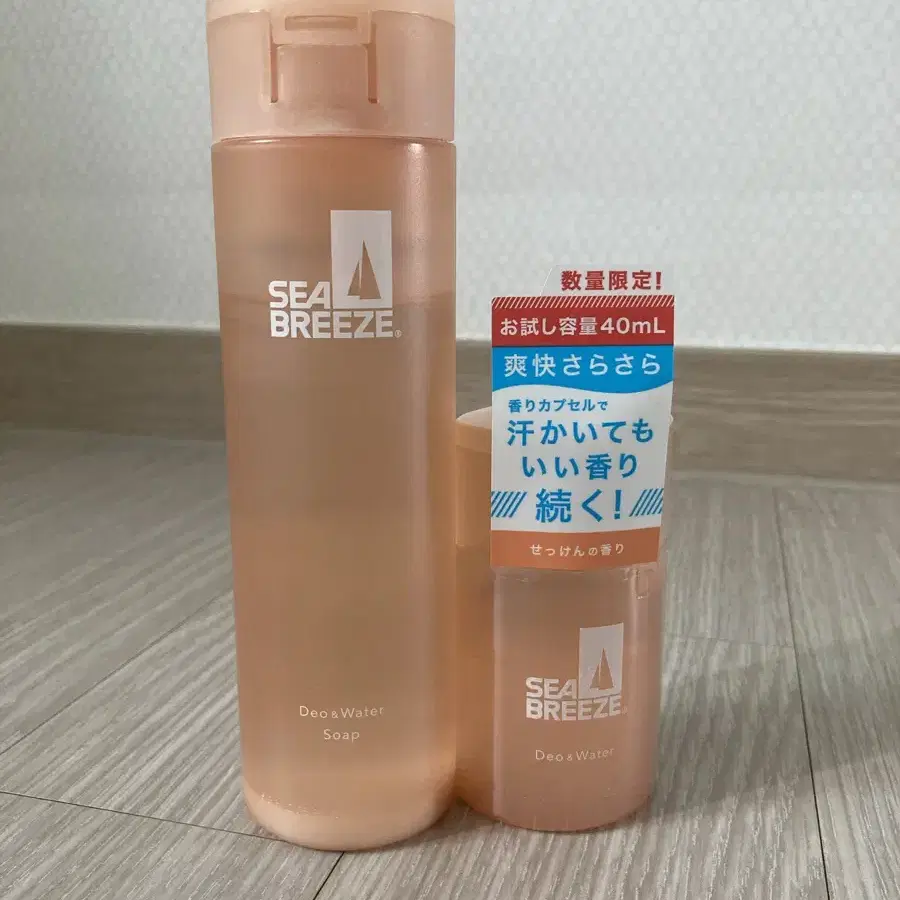 SEA
BREEZE®
Deo & Water
Soap
数量限定!
お試し容量40mL
爽快さらさら
香りカプセルで
汗かいても
いい香り
続く!
せっけんの香り
SEA
BREEZE®
Deo & Water